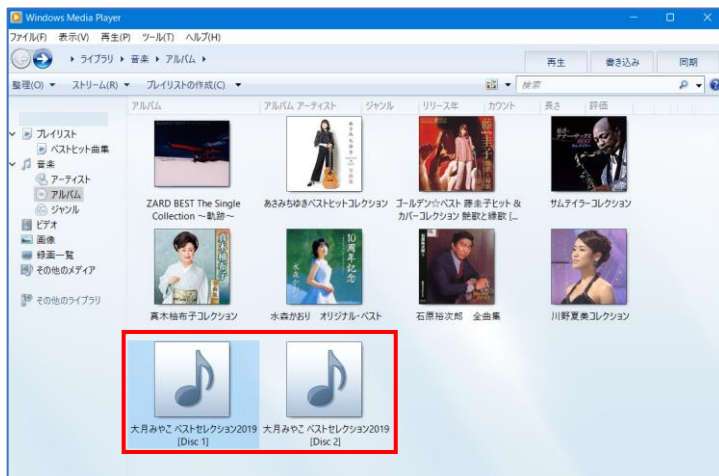 Windows Media Player
ファイル(F) 表示(V) 再生(P) ツール(T) ヘルプ(H)
ライブラリ 音楽 アルバム
再生 書き込み 同期
整理(O) ストリーム(R) プレイリストの作成(C) 検索
アルバム アルバム アーティスト ジャンル リリース年 カウント 長さ 評価
プレイリスト
ベストヒット曲集
音楽
アーティスト
アルバム
ジャンル
ビデオ
画像
録画一覧
その他のメディア
その他のライブラリ
ZARD BEST The Single
Collection ～軌跡～
あさみちゆきベストヒットコレクション
ゴールデン☆ベスト 藤圭子ヒット &
カバーコレクション 艶歌と縁歌 [...
サムテイラーコレクション
10周年記念
真木柚布子コレクション
水森かおり オリジナル・ベスト
石原裕次郎 全曲集
川野夏美コレクション
大月みやこ ベストセレクション2019
[Disc 1]
大月みやこ ベストセレクション2019
[Disc 2]